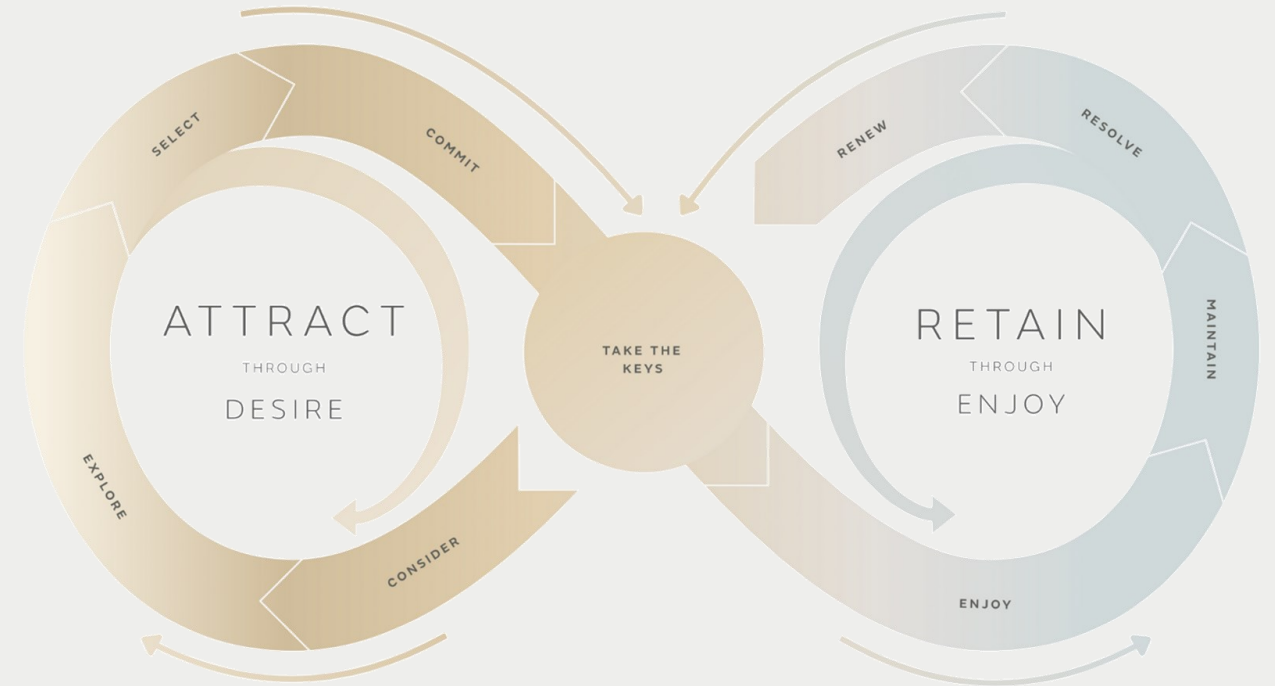 SELECT
COMMIT
RENEW
RESOLVE
ATTRACT
THROUGH
DESIRE
TAKE THE
KEYS
RETAIN
THROUGH
ENJOY
MAINTAIN
EXPLORE
CONSIDER
ENJOY